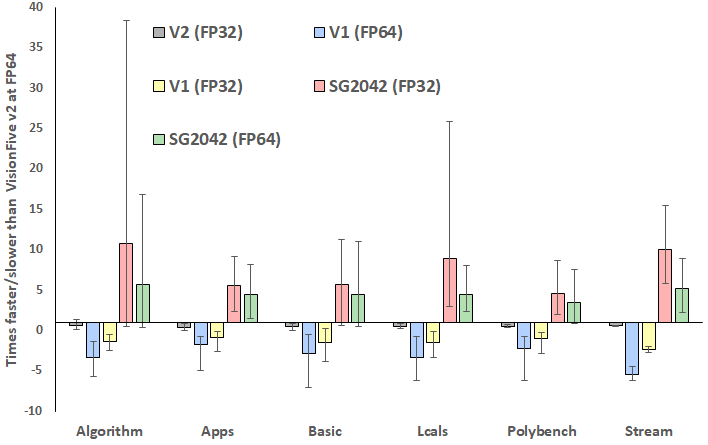 40
35
30
25
20
15
10
5
0
-5
-10
Times faster/slower than VisionFive v2 at FP64
V2 (FP32) V1 (FP64)
V1 (FP32) SG2042 (FP32)
SG2042 (FP64)
Algorithm Apps Basic Lcals Polybench Stream